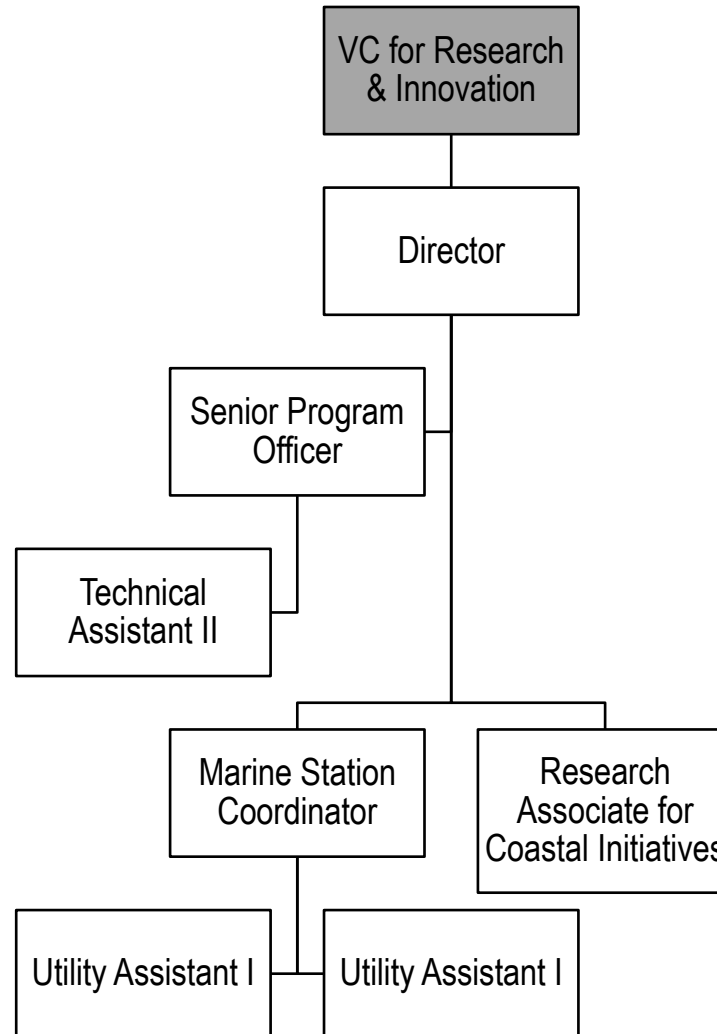 VC for Research
& Innovation
Director
Senior Program
Officer
Technical
Assistant II
Marine Station
Coordinator
Research
Associate for
Coastal Initiatives
Utility Assistant I
Utility Assistant I